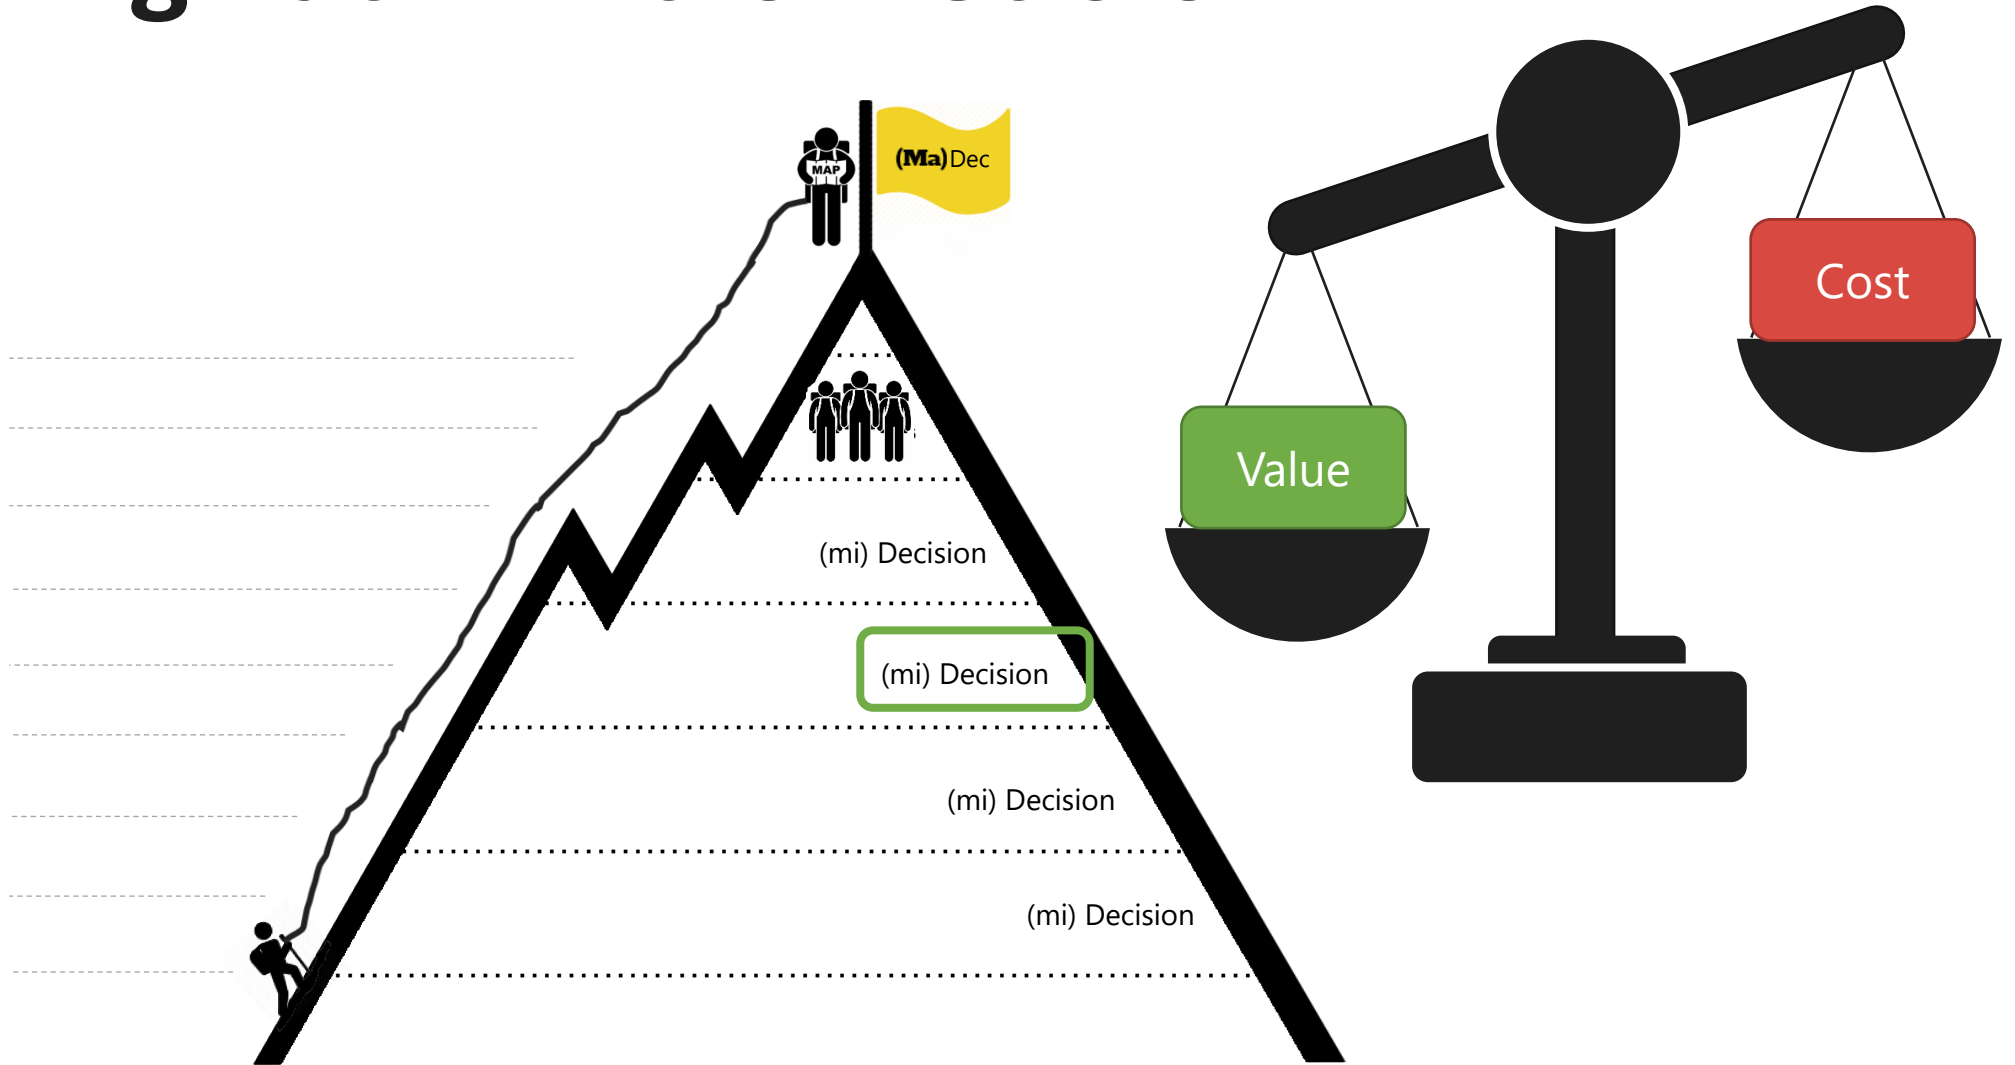 (Ma) Dec
MAP
Cost
Value
(mi) Decision
(mi) Decision
(mi) Decision
(mi) Decision